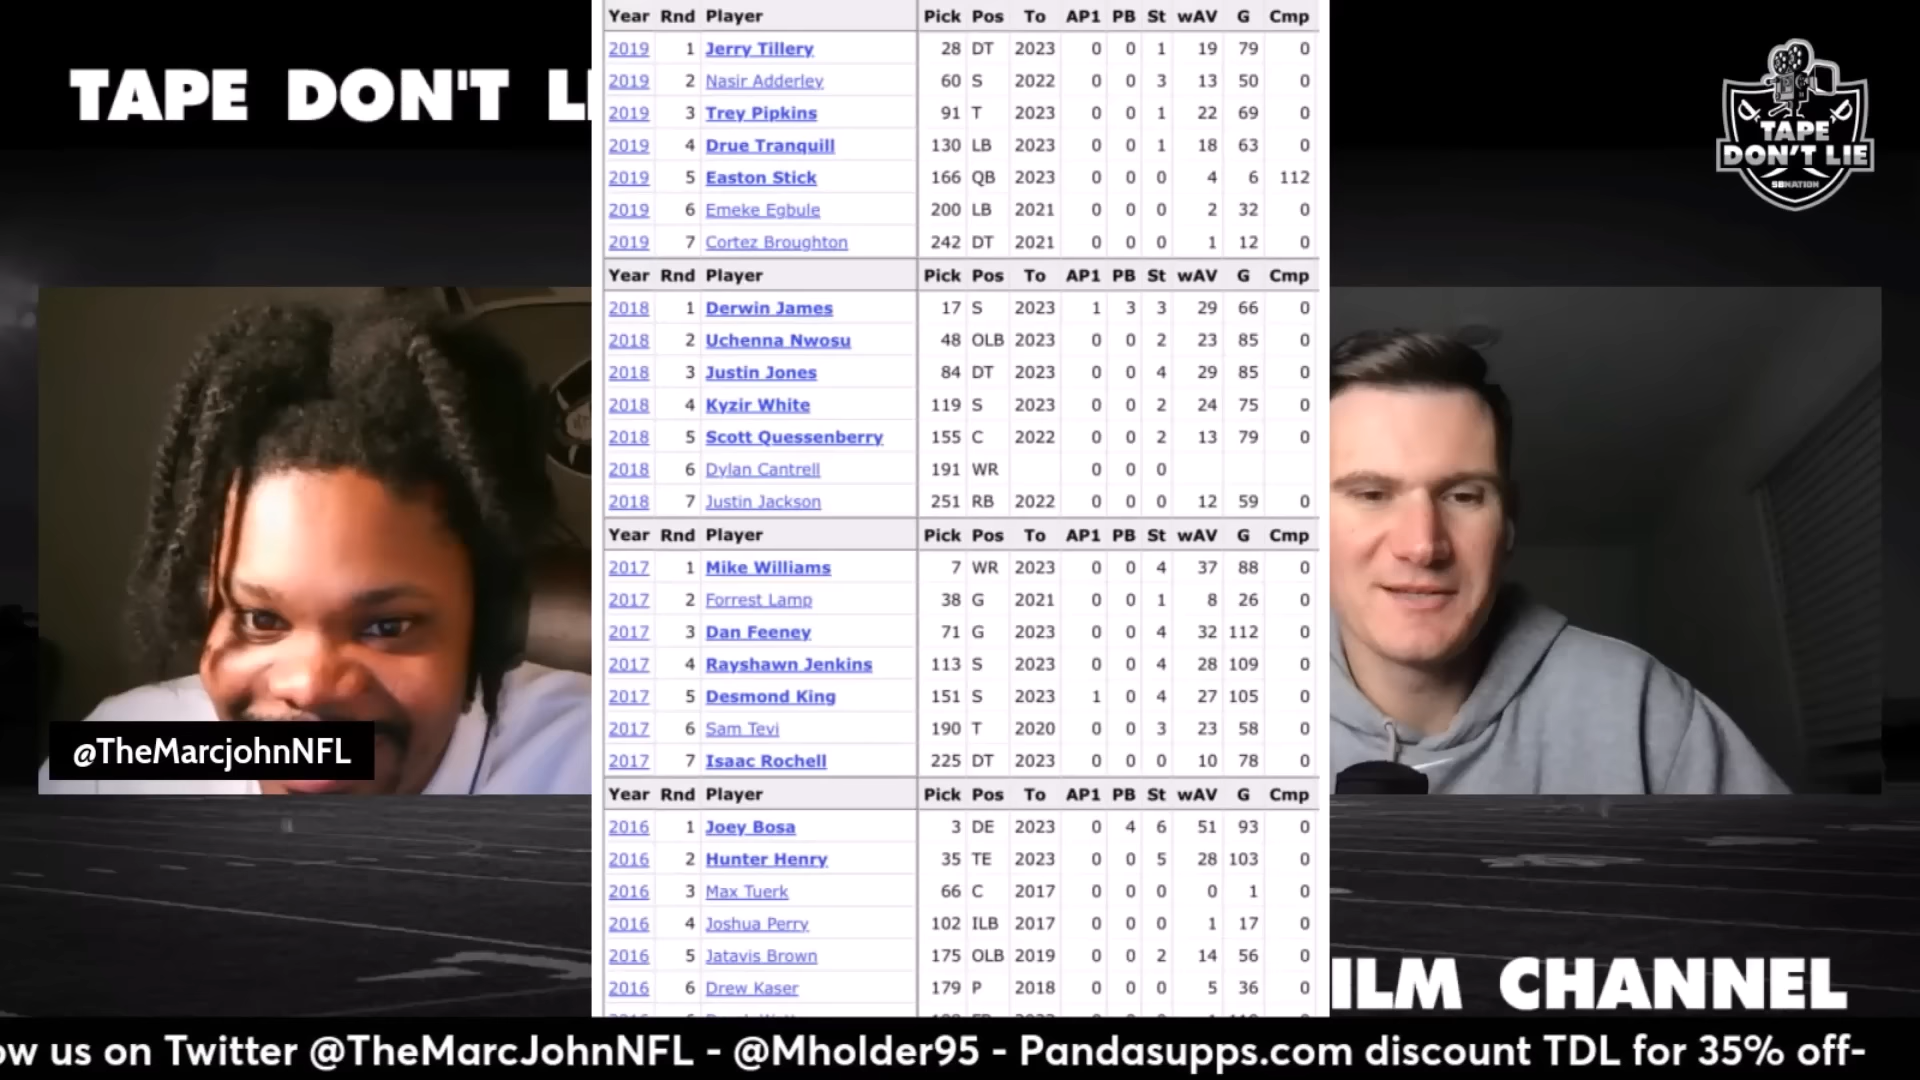 TAPE DON'T LI
TAPE
DON'T LIE
SBNATION
Year Rnd Player Pick Pos To AP1 PB St wAV G Cmp
2019 1 Jerry Tillery 28 DT 2023 0 0 1 19 79 0
2019 2 Nasir Adderley 60 S 2022 0 0 3 13 50 0
2019 3 Trey Pipkins 91 T 2023 0 0 1 22 69 0
2019 4 Drue Tranquill 130 LB 2023 0 0 1 18 63 0
2019 5 Easton Stick 166 QB 2023 0 0 0 4 6 112
2019 6 Emeke Egbule 200 LB 2021 0 0 0 2 32 0
2019 7 Cortez Broughton 242 DT 2021 0 0 0 1 12 0
Year Rnd Player Pick Pos To AP1 PB St wAV G Cmp
2018 1 Derwin James 17 S 2023 1 3 3 29 66 0
2018 2 Uchenna Nwosu 48 OLB 2023 0 0 2 23 85 0
2018 3 Justin Jones 84 DT 2023 0 0 4 29 85 0
2018 4 Kyzir White 119 S 2023 0 0 2 24 75 0
2018 5 Scott Quessenberry 155 C 2022 0 0 2 13 79 0
2018 6 Dylan Cantrell 191 WR 0 0 0
2018 7 Justin Jackson 251 RB 2022 0 0 0 12 59 0
Year Rnd Player Pick Pos To AP1 PB St wAV G Cmp
2017 1 Mike Williams 7 WR 2023 0 0 4 37 88 0
2017 2 Forrest Lamp 38 G 2021 0 0 1 8 26 0
2017 3 Dan Feeney 71 G 2023 0 0 4 32 112 0
2017 4 Rayshawn Jenkins 113 S 2023 0 0 4 28 109 0
2017 5 Desmond King 151 S 2023 1 0 4 27 105 0
2017 6 Sam Tevi 190 T 2020 0 0 3 23 58 0
2017 7 Isaac Rochell 225 DT 2023 0 0 0 10 78 0
Year Rnd Player Pick Pos To AP1 PB St wAV G Cmp
2016 1 Joey Bosa 3 DE 2023 0 4 6 51 93 0
2016 2 Hunter Henry 35 TE 2023 0 0 5 28 103 0
2016 3 Max Tuerk 66 C 2017 0 0 0 0 1 0
2016 4 Joshua Perry 102 ILB 2017 0 0 0 1 17 0
2016 5 Jatavis Brown 175 OLB 2019 0 0 2 14 56 0
2016 6 Drew Kaser 179 P 2018 0 0 0 5 36 0
@TheMarcjohnNFL
ILM CHANNEL
ow us on Twitter @TheMarcJohnNFL - @Mholder95 - Pandasupps.com discount TDL for 35% off-